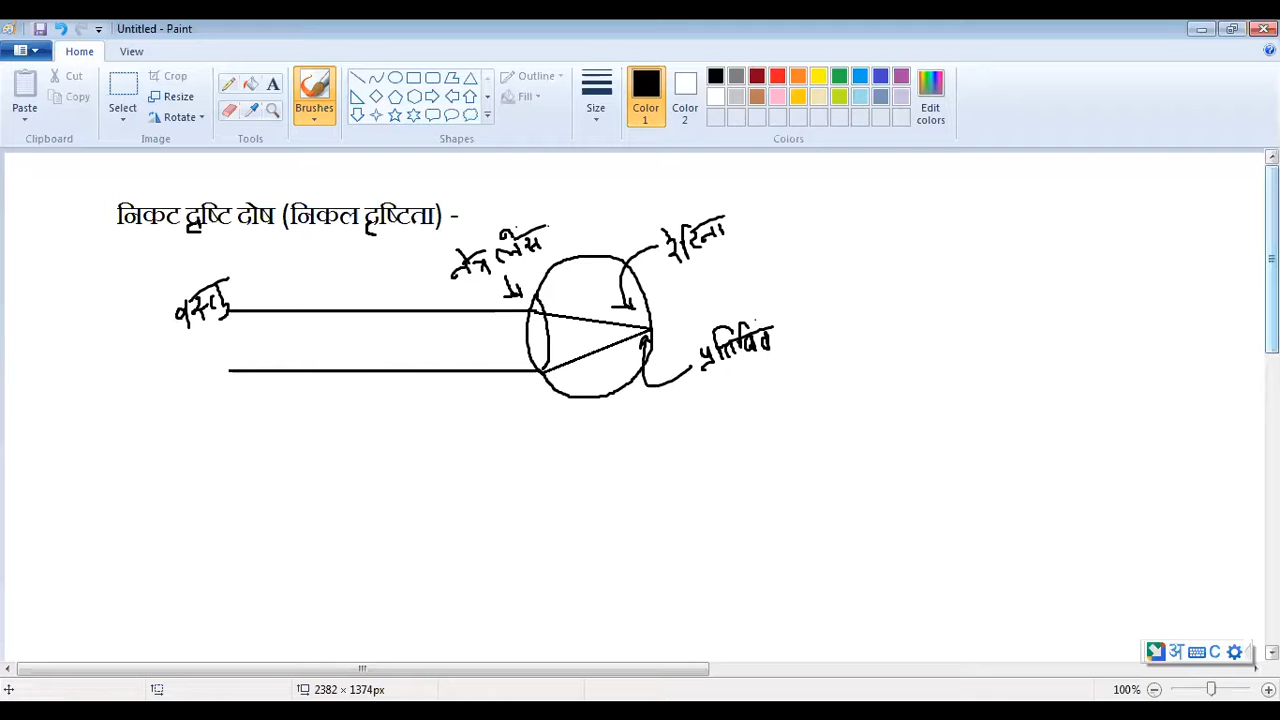 Untitled - Paint
Home View
Paste
Cut
Copy
Clipboard
Select
Crop
Resize
Rotate
Image
Tools
Brushes
Shapes
Outline
Fill
Size
Color 1
Color 2
Edit colors
Colors
निकट दृष्टि दोष (निकल दृष्टिता) -
नेत्र लेंस
रेटिना
वस्तु
प्रतिबिंब
अ C
2382 × 1374px
100%